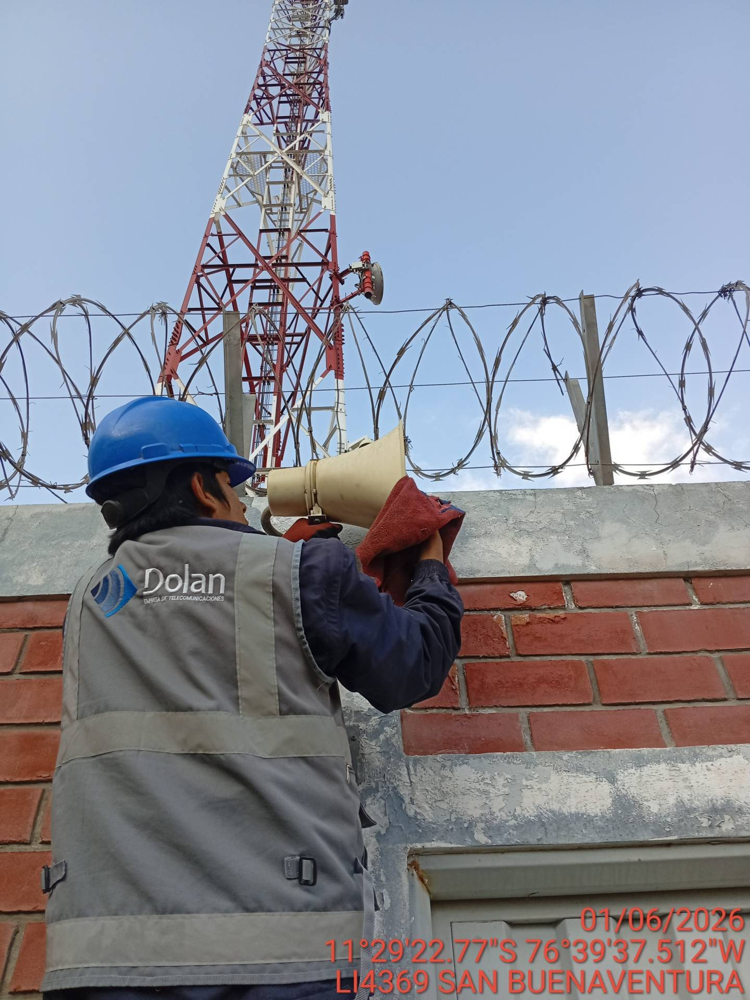 Dolan
EMPRESA DE TELECOMUNICACIONES
01/06/2026
11°29'22.77"S 76°39'37.512"W
LI4369 SAN BUENAVENTURA